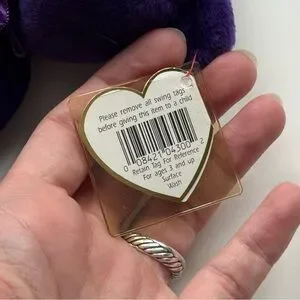 Please remove all swing tags
before giving this item to a child
0 08421 04300 2
Retain Tag For Reference
For ages 3 and up
Surface
Wash